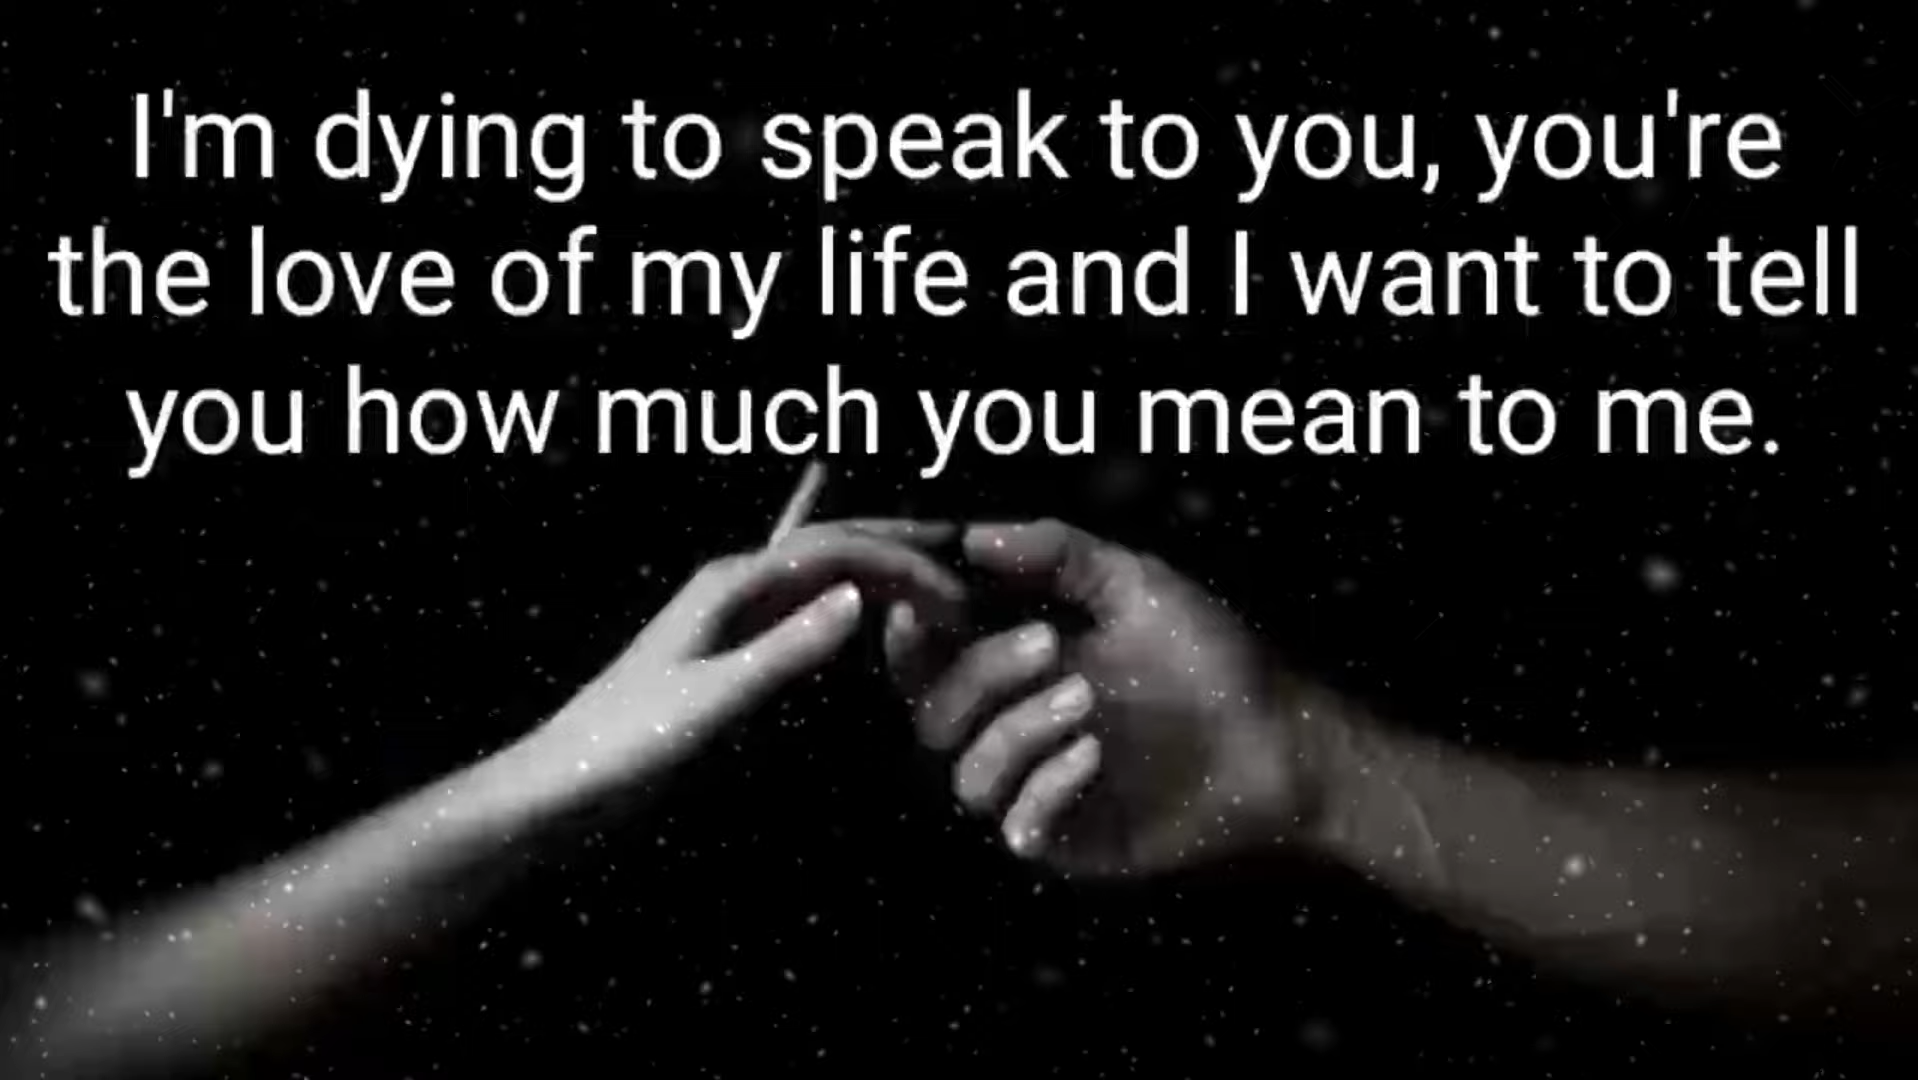 I'm dying to speak to you, you're
the love of my life and I want to tell
you how much you mean to me.